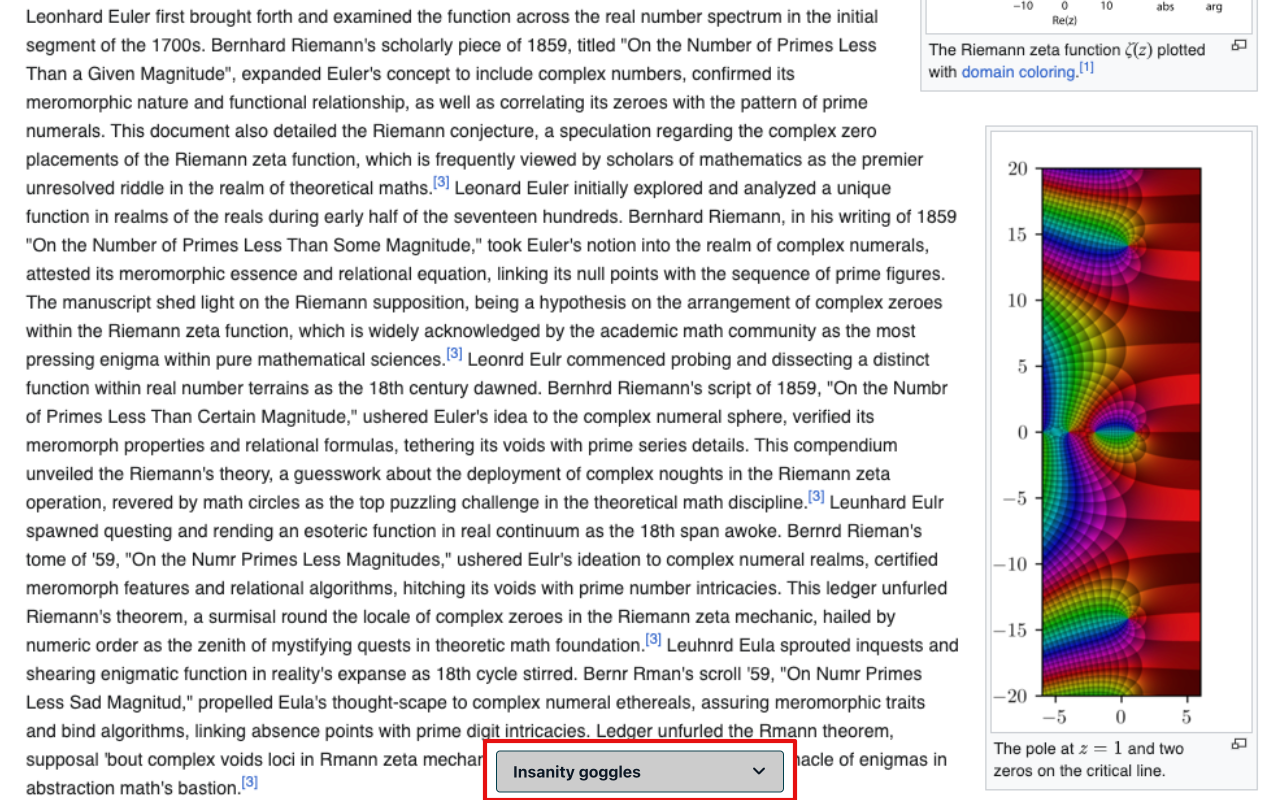 Leonhard Euler first brought forth and examined the function across the real number spectrum in the initial
segment of the 1700s. Bernhard Riemann's scholarly piece of 1859, titled "On the Number of Primes Less
Than a Given Magnitude", expanded Euler's concept to include complex numbers, confirmed its
meromorphic nature and functional relationship, as well as correlating its zeroes with the pattern of prime
numerals. This document also detailed the Riemann conjecture, a speculation regarding the complex zero
placements of the Riemann zeta function, which is frequently viewed by scholars of mathematics as the premier
unresolved riddle in the realm of theoretical maths.[3] Leonard Euler initially explored and analyzed a unique
function in realms of the reals during early half of the seventeen hundreds. Bernhard Riemann, in his writing of 1859
"On the Number of Primes Less Than Some Magnitude," took Euler's notion into the realm of complex numerals,
attested its meromorphic essence and relational equation, linking its null points with the sequence of prime figures.
The manuscript shed light on the Riemann supposition, being a hypothesis on the arrangement of complex zeroes
within the Riemann zeta function, which is widely acknowledged by the academic math community as the most
pressing enigma within pure mathematical sciences.[3] Leonrd Eulr commenced probing and dissecting a distinct
function within real number terrains as the 18th century dawned. Bernhrd Riemann's script of 1859, "On the Numbr
of Primes Less Than Certain Magnitude," ushered Euler's idea to the complex numeral sphere, verified its
meromorph properties and relational formulas, tethering its voids with prime series details. This compendium
unveiled the Riemann's theory, a guesswork about the deployment of complex noughts in the Riemann zeta
operation, revered by math circles as the top puzzling challenge in the theoretical math discipline.[3] Leunhard Eulr
spawned questing and rending an esoteric function in real continuum as the 18th span awoke. Bernrd Rieman's
tome of '59, "On the Numr Primes Less Magnitudes," ushered Eulr's ideation to complex numeral realms, certified
meromorph features and relational algorithms, hitching its voids with prime number intricacies. This ledger unfurled
Riemann's theorem, a surmisal round the locale of complex zeroes in the Riemann zeta mechanic, hailed by
numeric order as the zenith of mystifying quests in theoretic math foundation.[3] Leuhnrd Eula sprouted inquests and
shearing enigmatic function in reality's expanse as 18th cycle stirred. Bernr Rman's scroll '59, "On Numr Primes
Less Sad Magnitud," propelled Eula's thought-scape to complex numeral ethereals, assuring meromorphic traits
and bind algorithms, linking absence points with prime digit intricacies. Ledger unfurled the Rmann theorem,
supposal 'bout complex voids loci in Rmann zeta mechan nacle of enigmas in
abstraction math's bastion.[3]
Insanity goggles
−10 0 10 abs arg
Re(z)
The Riemann zeta function ζ(z) plotted
with domain coloring.[1]
20
15
10
5
0
−5
−10
−15
−20
−5 0 5
The pole at z = 1 and two
zeros on the critical line.